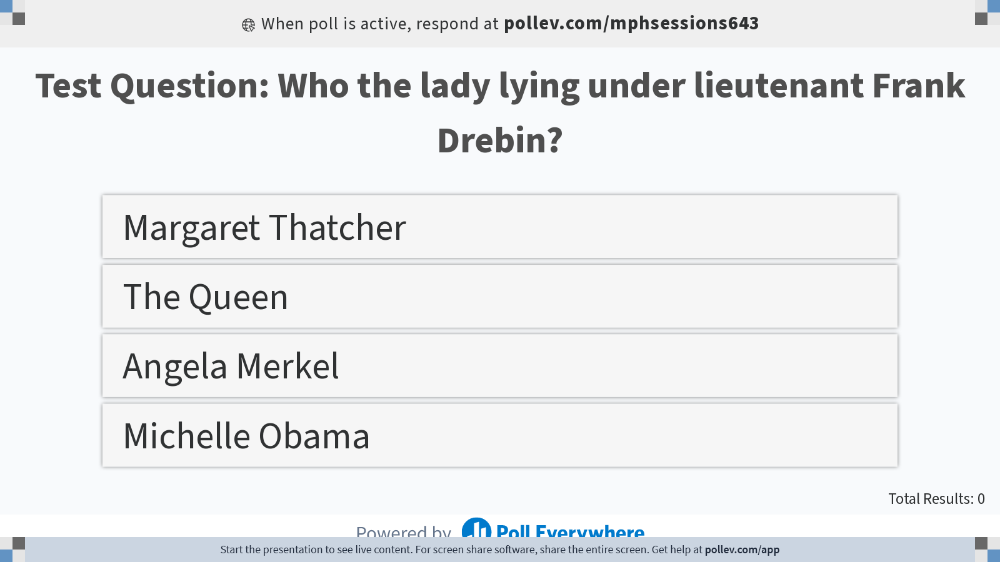 When poll is active, respond at pollev.com/mphsessions643
Test Question: Who the lady lying under lieutenant Frank
Drebin?
Margaret Thatcher
The Queen
Angela Merkel
Michelle Obama
Total Results: 0
Powered by Poll Everywhere
Start the presentation to see live content. For screen share software, share the entire screen. Get help at pollev.com/app